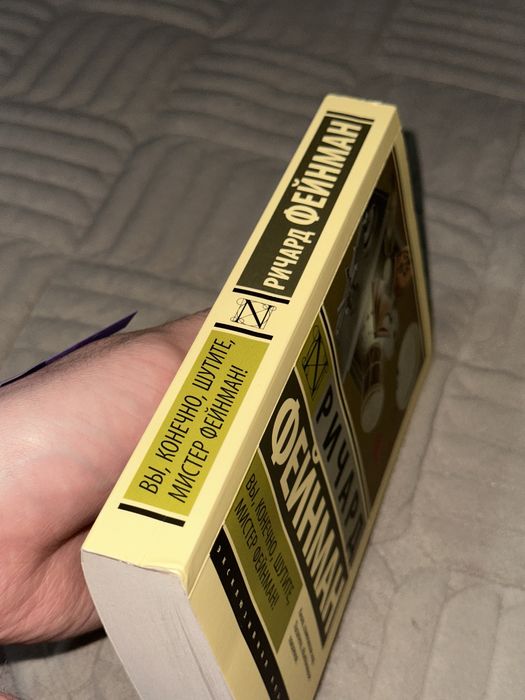 РИЧАРД ФЕЙНМАН
ВЫ, КОНЕЧНО, ШУТИТЕ,
МИСТЕР ФЕЙНМАН!
РИЧАРД
ФЕЙНМАН
ВЫ, КОНЕЧНО, ШУТИТЕ,
МИСТЕР ФЕЙНМАН!